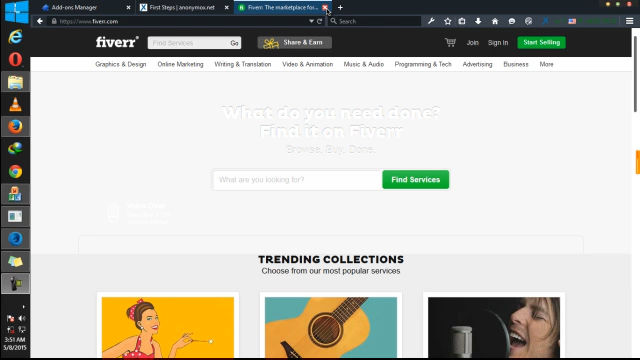 Add-ons Manager
First Steps | anonymox.net
Fiverr: The marketplace for...
https://www.fiverr.com
Search
fiverr
Find Services
Share & Earn
Join
Sign In
Start Selling
Graphics & Design
Online Marketing
Writing & Translation
Video & Animation
Music & Audio
Programming & Tech
Advertising
Business
More
What do you need done?
Find it on Fiverr
Browse. Buy. Done.
What are you looking for?
Find Services
TRENDING COLLECTIONS
Choose from our most popular services
3:51 AM
5/8/2015